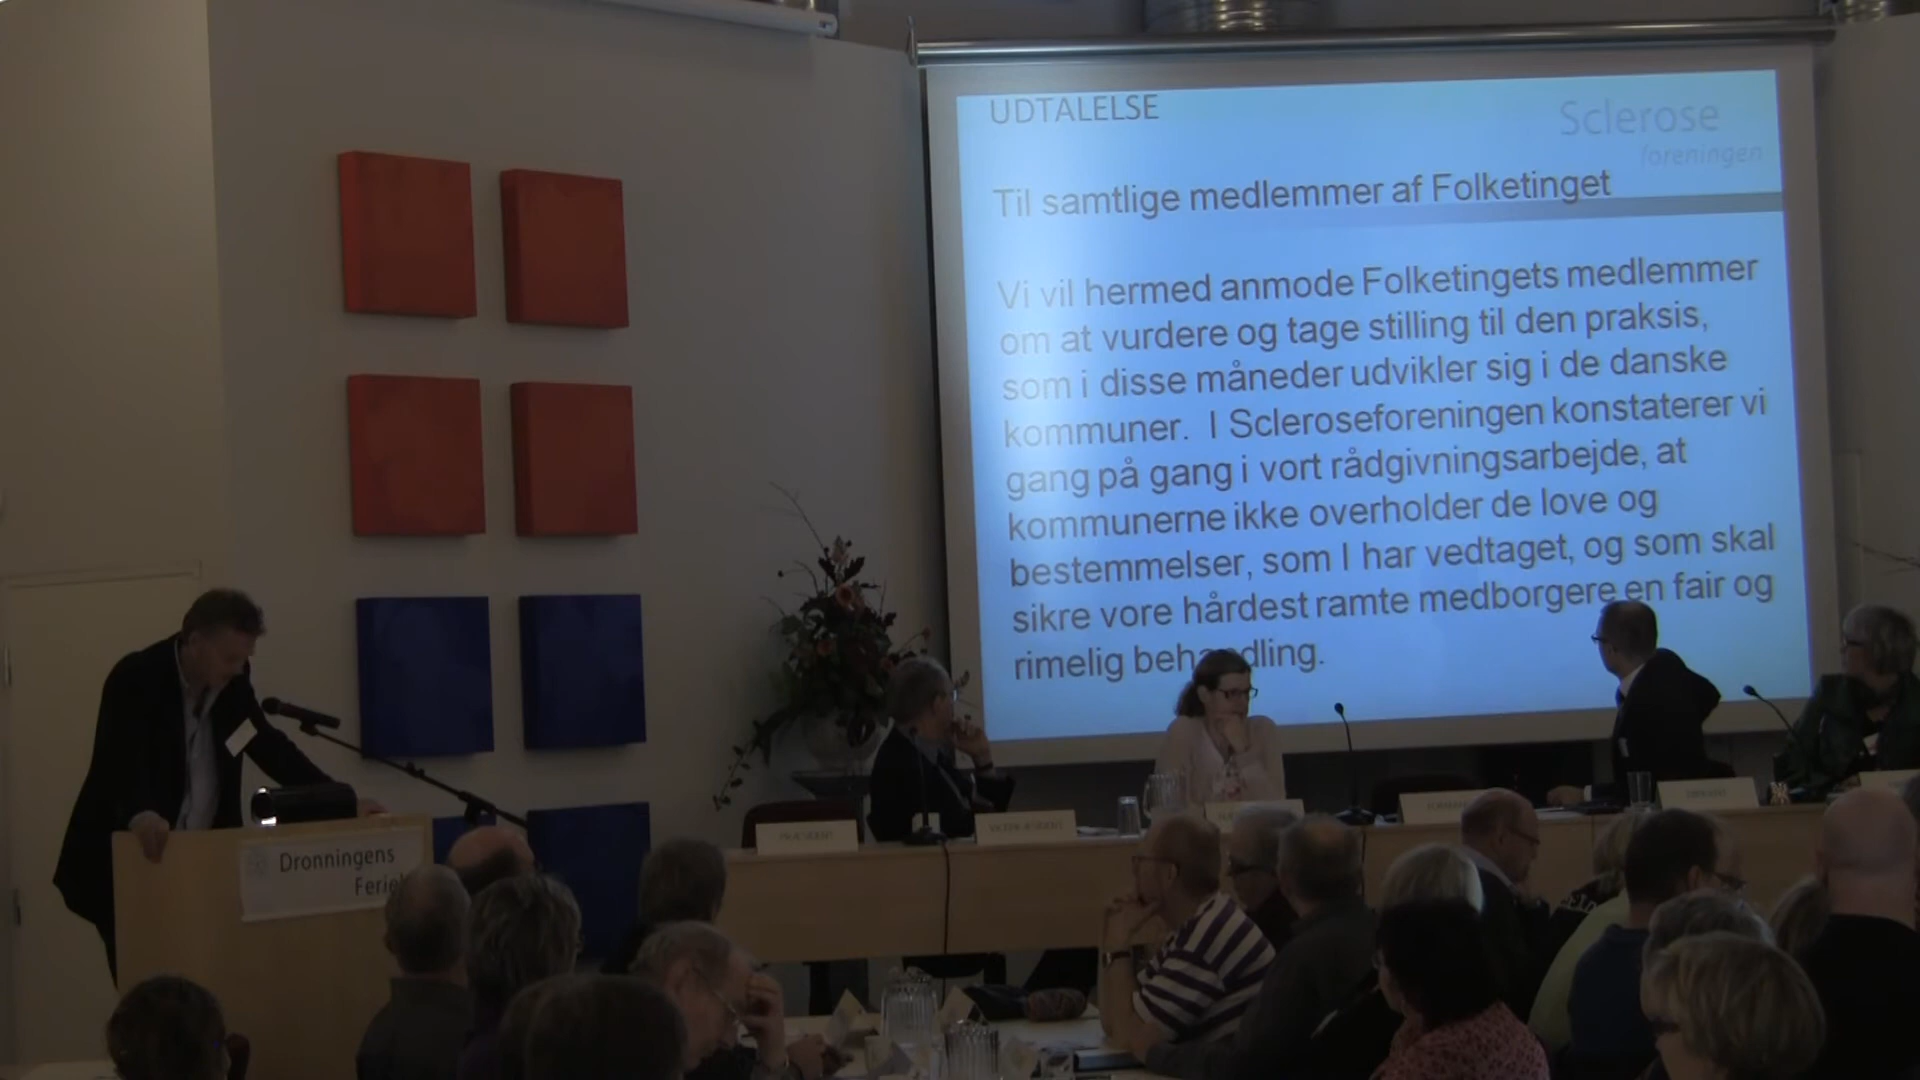 UDTALELSE
Sclerose
foreningen
Til samtlige medlemmer af Folketinget
Vi vil hermed anmode Folketingets medlemmer
om at vurdere og tage stilling til den praksis,
som i disse måneder udvikler sig i de danske
kommuner. I Scleroseforeningen konstaterer vi
gang på gang i vort rådgivningsarbejde, at
kommunerne ikke overholder de love og
bestemmelser, som I har vedtaget, og som skal
sikre vore hårdest ramte medborgere en fair og
rimelig behandling.
Dronningens